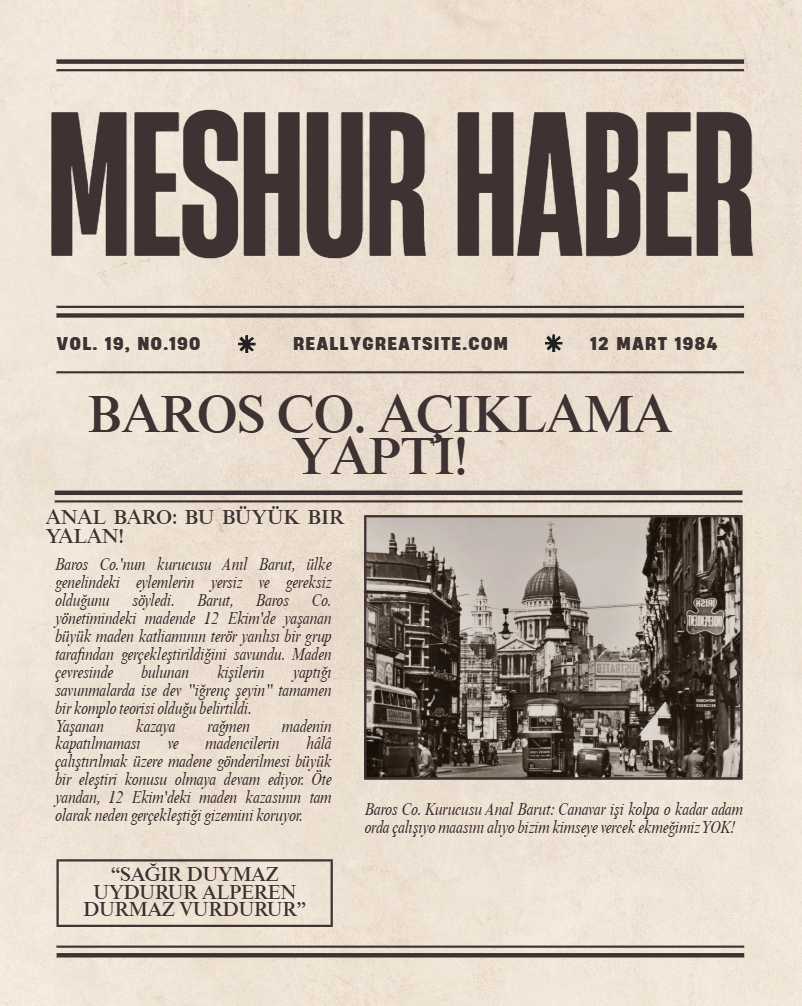 MESHUR HABER
VOL. 19, NO.190 REALLYGREATSITE.COM 12 MART 1984
BAROS CO. AÇIKLAMA
YAPTI!
ANAL BARO: BU BÜYÜK BIR
YALAN!
Baros Co.'nun kurucusu Anıl Barut, ülke
genelindeki eylemlerin yersiz ve gereksiz
olduğunu söyledi. Barut, Baros Co.
yönetimindeki madende 12 Ekim'de yaşanan
büyük maden katliamının terör yanlısı bir grup
tarafından gerçekleştirildiğini savundu. Maden
çevresinde bulunan kişilerin yaptığı
savunmalarda ise dev "iğrenç şeyin" tamamen
bir komplo teorisi olduğu belirtildi.
Yaşanan kazaya rağmen madenin
kapatılmaması ve madencilerin hâlâ
çalıştırılmak üzere madene gönderilmesi büyük
bir eleştiri konusu olmaya devam ediyor. Öte
yandan, 12 Ekim'deki maden kazasının tam
olarak neden gerçekleştiği gizemini koruyor.
“SAĞIR DUYMAZ
UYDURUR ALPEREN
DURMAZ VURDURUR”
IRISH
INDEPENDENT
ILLUSTRATED
Baros Co. Kurucusu Anal Barut: Canavar işi kolpa o kadar adam
orda çalışıyo maasını alıyo bizim kimseye vercek ekmeğimiz YOK!